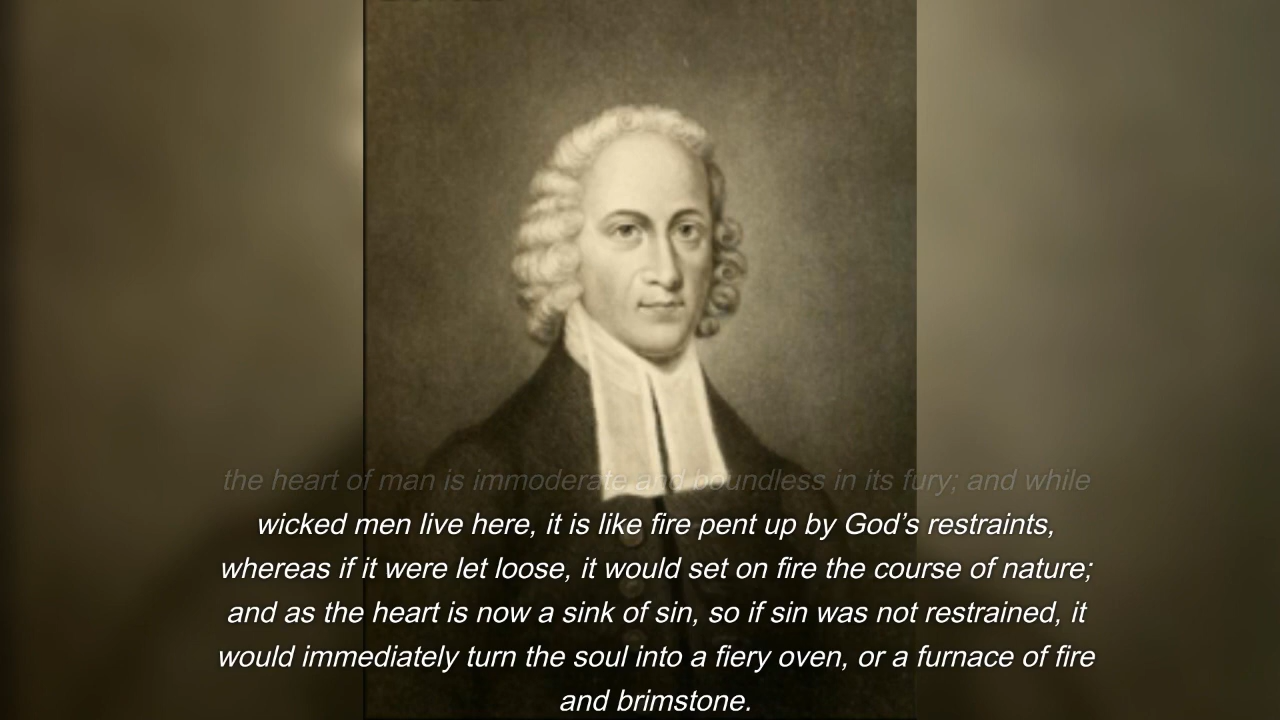 the heart of man is immoderate and boundless in its fury; and while
wicked men live here, it is like fire pent up by God’s restraints,
whereas if it were let loose, it would set on fire the course of nature;
and as the heart is now a sink of sin, so if sin was not restrained, it
would immediately turn the soul into a fiery oven, or a furnace of fire
and brimstone.